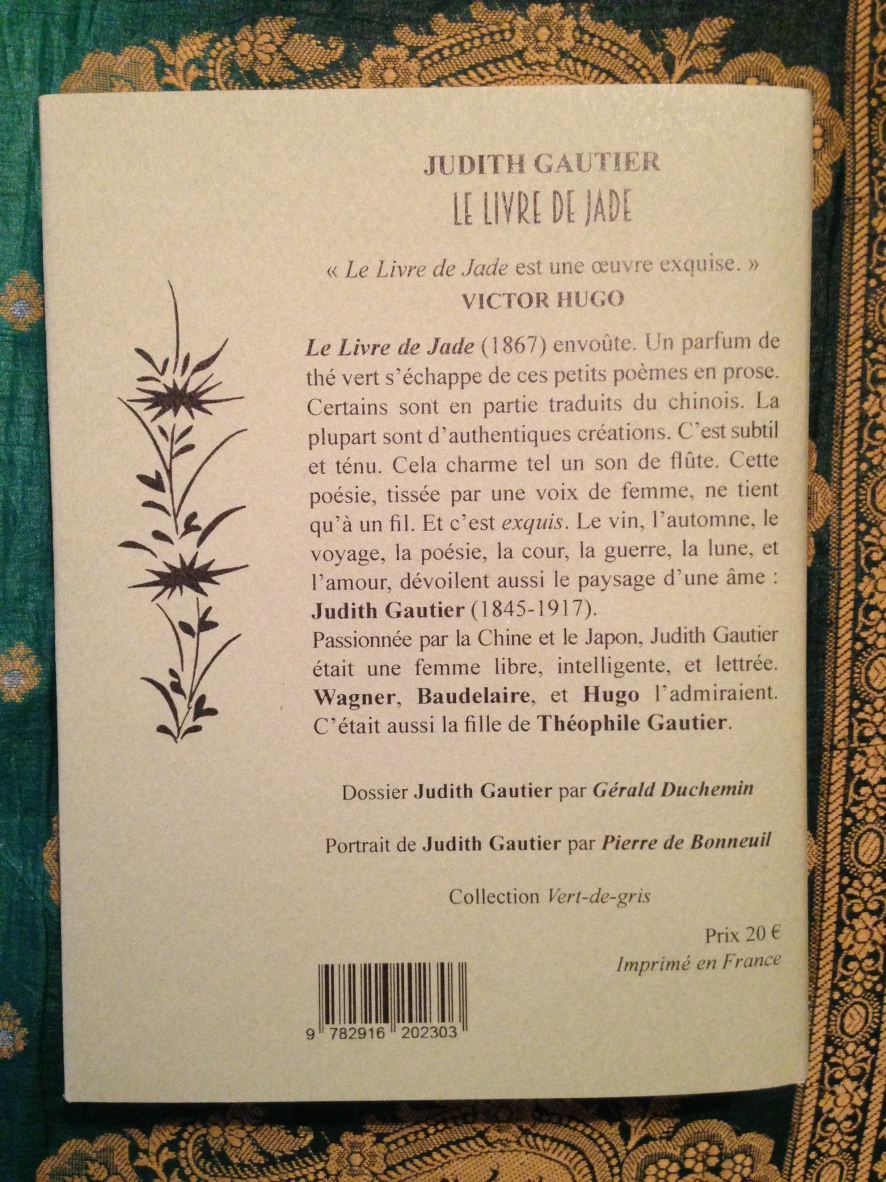 JUDITH GAUTIER
LE LIVRE DE JADE
« Le Livre de Jade est une œuvre exquise. »
VICTOR HUGO
Le Livre de Jade (1867) envoûte. Un parfum de
thé vert s’échappe de ces petits poèmes en prose.
Certains sont en partie traduits du chinois. La
plupart sont d’authentiques créations. C’est subtil
et ténu. Cela charme tel un son de flûte. Cette
poésie, tissée par une voix de femme, ne tient
qu’à un fil. Et c’est exquis. Le vin, l’automne, le
voyage, la poésie, la cour, la guerre, la lune, et
l’amour, dévoilent aussi le paysage d’une âme :
Judith Gautier (1845-1917).
Passionnée par la Chine et le Japon, Judith Gautier
était une femme libre, intelligente, et lettrée.
Wagner, Baudelaire, et Hugo l’admiraient.
C’était aussi la fille de Théophile Gautier.
Dossier Judith Gautier par Gérald Duchemin
Portrait de Judith Gautier par Pierre de Bonneuil
Collection Vert-de-gris
Prix 20 €
Imprimé en France
9 782916 202303